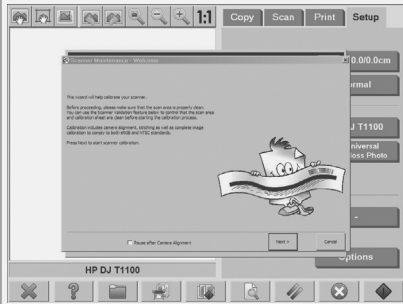 1:1
Copy Scan Print Setup
Scanner Maintenance - Welcome
0.0/0.0cm
This wizard will help calibrate your scanner.
ormal
Before proceeding, please make sure that the scan area is properly clean.
You can use the Scanner Validation feature below to control that the scan area
and calibration sheet are clean before starting the calibration process.
Calibration includes camera alignment, stitching as well as complete image
calibration to comply to both sRGB and NTSC standards.
J T1100
Press Next to start scanner calibration.
niversal
loss Photo
Pause after Camera Alignment
Next >
Cancel
ptions
HP DJ T1100